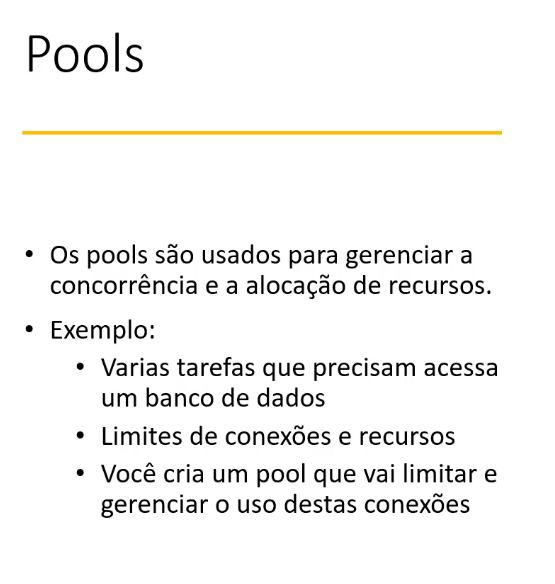 Pools
• Os pools são usados para gerenciar a
concorrência e a alocação de recursos.
• Exemplo:
• Varias tarefas que precisam acessa
um banco de dados
• Limites de conexões e recursos
• Você cria um pool que vai limitar e
gerenciar o uso destas conexões